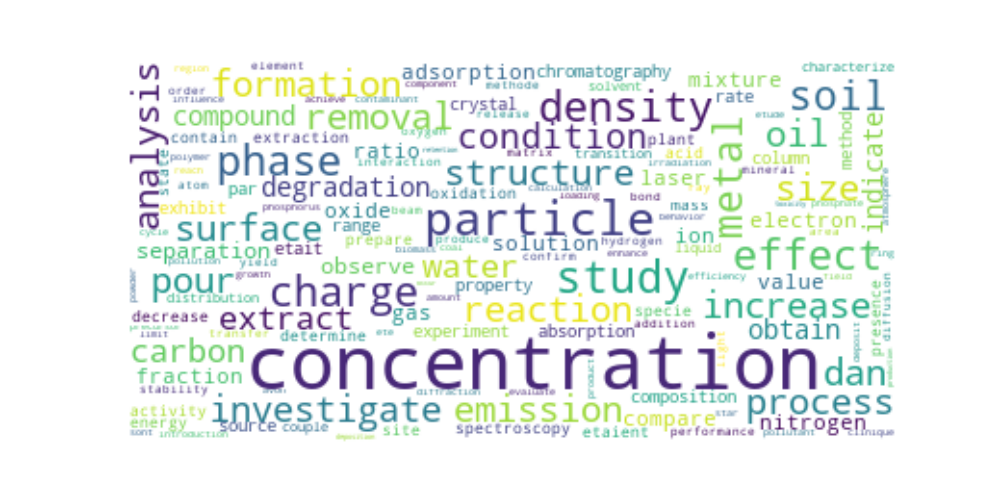 region
element
adsorption
chromatography
characterize
order
formation
component
methode
solvent
mixture
influence
achieve
contaminant
crystal
release
density
rate
soil
etude
analysis
compound
removal
oxygen
condition
plant
metal
oil
method
indicate
contain
extraction
state
polymer
phase
ratio
interaction
matrix
transition
acid
column
mineral
reach
structure
irradiation
laser
atom
par
degradation
oxidation
calculation
loading
bond
ray
size
atmosphere
exhibit
phosphorus
oxide
beam
particle
mass
behavior
phosphate
cycle
surface
range
electron
area
separation
etait
prepare
produce
solution
hydrogen
ion
liquid
effect
ring
pollution
yield
observe
biomass
coal
confirm
enhance
water
study
powder
pour
growth
property
efficiency
value
field
distribution
charge
amount
reaction
specie
increase
presence
diffusion
decrease
extract
gas
limit
transfer
determine
ete
experiment
absorption
addition
obtain
carbon
concentration
light
deposit
dan
fraction
stability
diffraction
evaluate
product
production
composition
process
activity
investigate
emission
compare
star
energy
source
couple
site
spectroscopy
etaient
performance
nitrogen
pollutant
clinique
sont
introduction
deposition